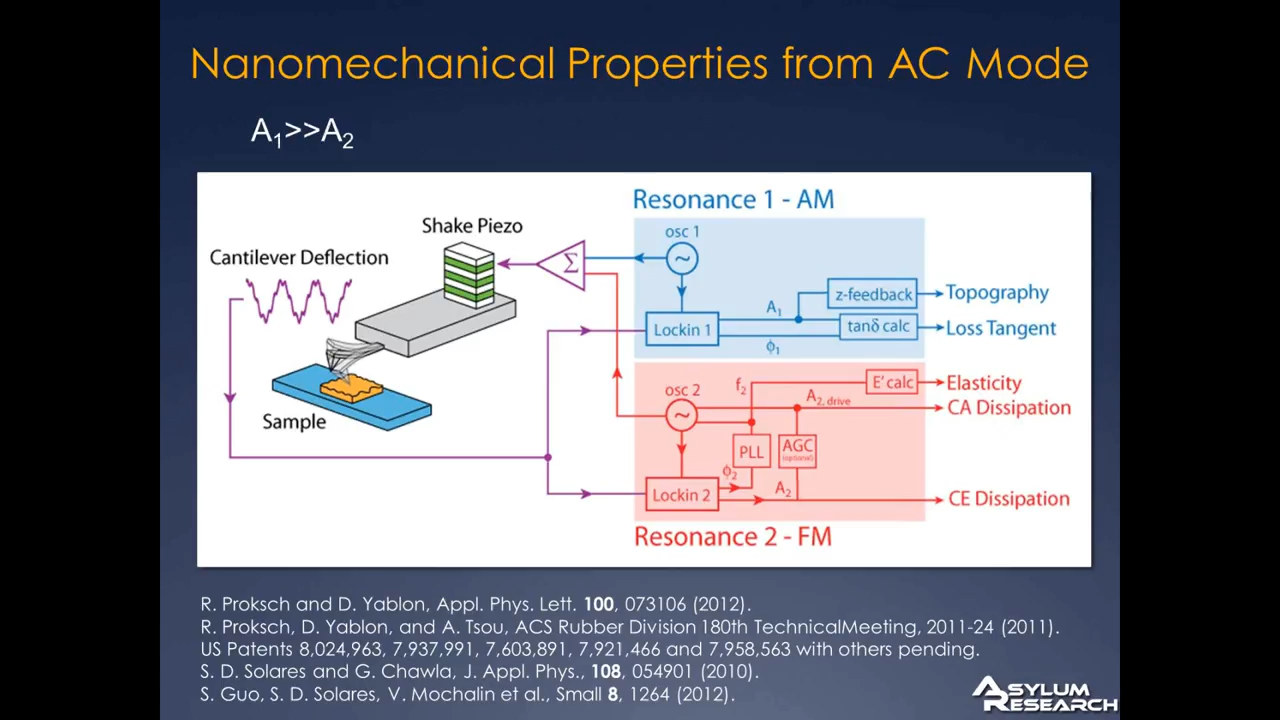 Nanomechanical Properties from AC Mode
A1>>A2
Resonance 1 - AM
osc 1
Shake Piezo
Cantilever Deflection
Σ
~
z-feedback
Topography
A1
Lockin 1
tanδ calc
Loss Tangent
ϕ1
Sample
osc 2
~
f2
E' calc
Elasticity
A2, drive
CA Dissipation
PLL
AGC
(optional)
ϕ2
Lockin 2
A2
CE Dissipation
Resonance 2 - FM
R. Proksch and D. Yablon, Appl. Phys. Lett. 100, 073106 (2012).
R. Proksch, D. Yablon, and A. Tsou, ACS Rubber Division 180th TechnicalMeeting, 2011-24 (2011).
US Patents 8,024,963, 7,937,991, 7,603,891, 7,921,466 and 7,958,563 with others pending.
S. D. Solares and G. Chawla, J. Appl. Phys., 108, 054901 (2010).
S. Guo, S. D. Solares, V. Mochalin et al., Small 8, 1264 (2012).
ASYLUM
RESEARCH